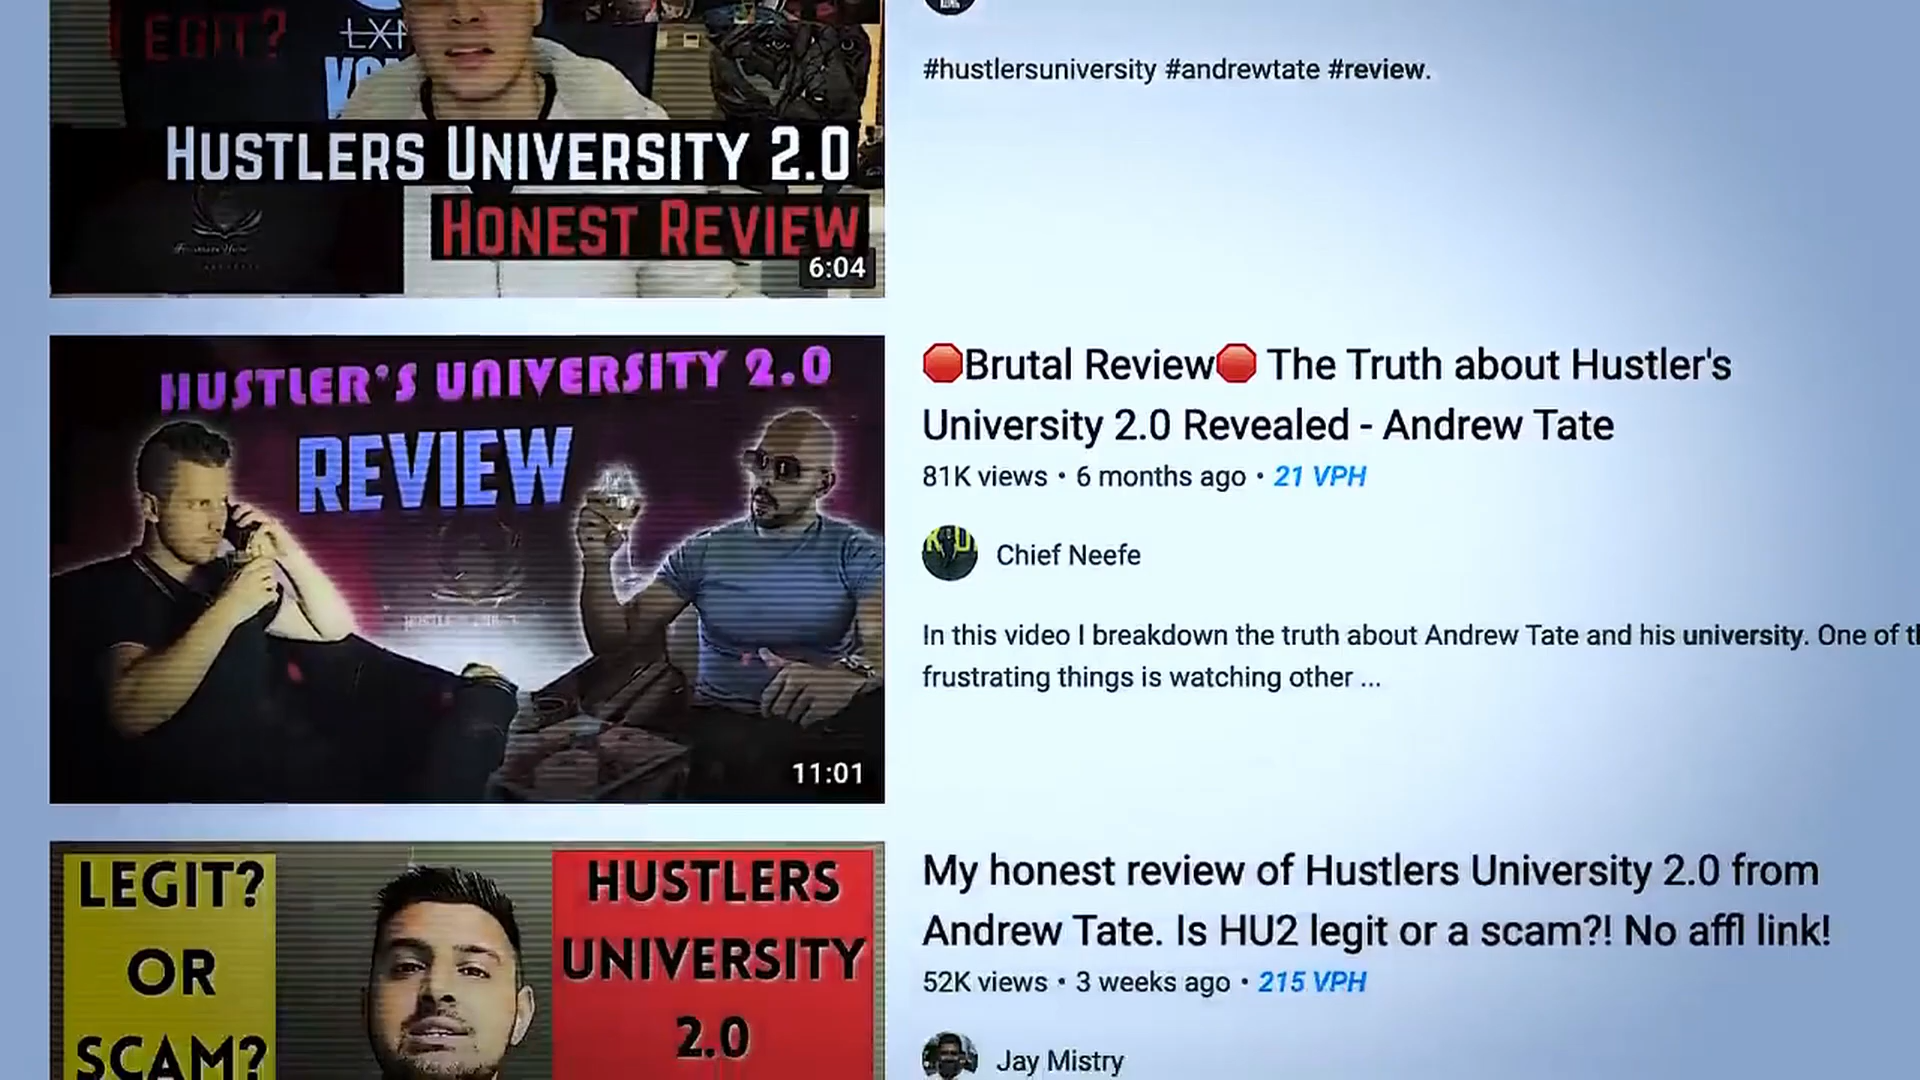 LEGIT?
LXN
HUSTLERS UNIVERSITY 2.0
HONEST REVIEW
6:04
#hustlersuniversity #andrewtate #review.
HUSTLER'S UNIVERSITY 2.0
REVIEW
11:01
🛑Brutal Review🛑 The Truth about Hustler's
University 2.0 Revealed - Andrew Tate
81K views • 6 months ago • 21 VPH
Chief Neefe
In this video I breakdown the truth about Andrew Tate and his university. One of
frustrating things is watching other ...
LEGIT?
OR
SCAM?
HUSTLERS
UNIVERSITY
2.0
My honest review of Hustlers University 2.0 from
Andrew Tate. Is HU2 legit or a scam?! No affl link!
52K views • 3 weeks ago • 215 VPH
Jay Mistry